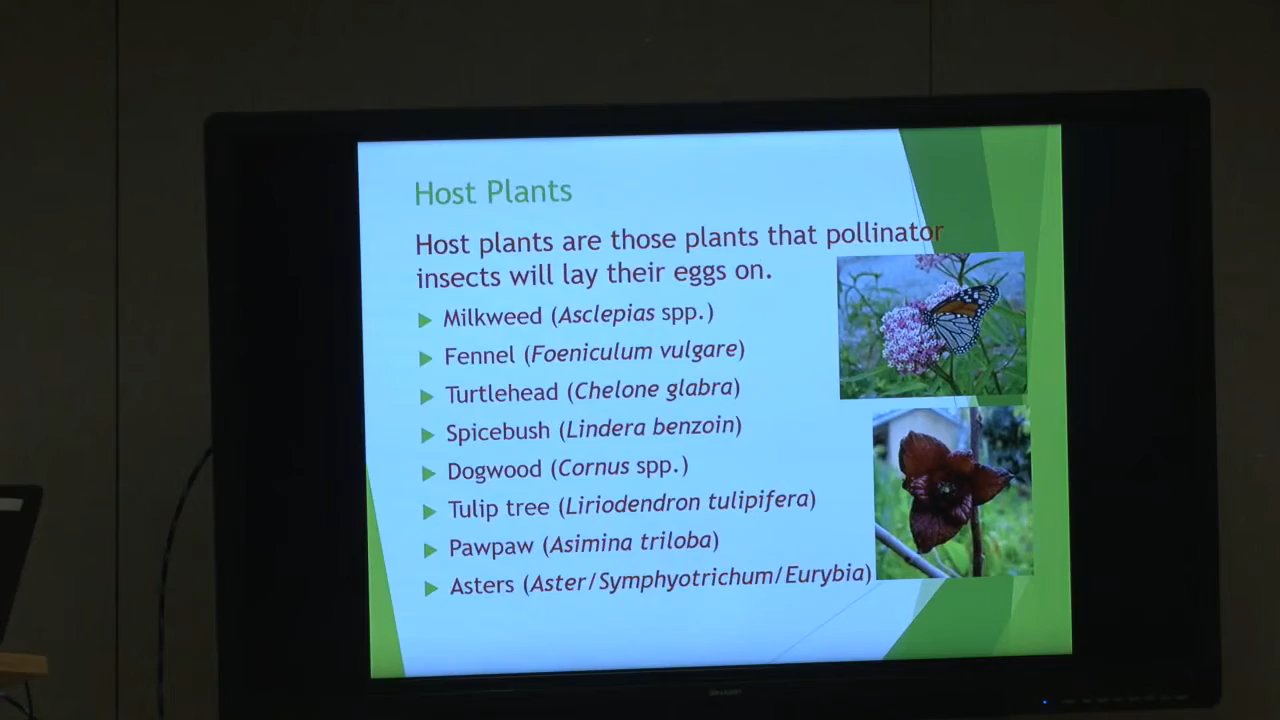 Host Plants
Host plants are those plants that pollinator
insects will lay their eggs on.
Milkweed (Asclepias spp.)
Fennel (Foeniculum vulgare)
Turtlehead (Chelone glabra)
Spicebush (Lindera benzoin)
Dogwood (Cornus spp.)
Tulip tree (Liriodendron tulipifera)
Pawpaw (Asimina triloba)
Asters (Aster/Symphyotrichum/Eurybia)
SHARP